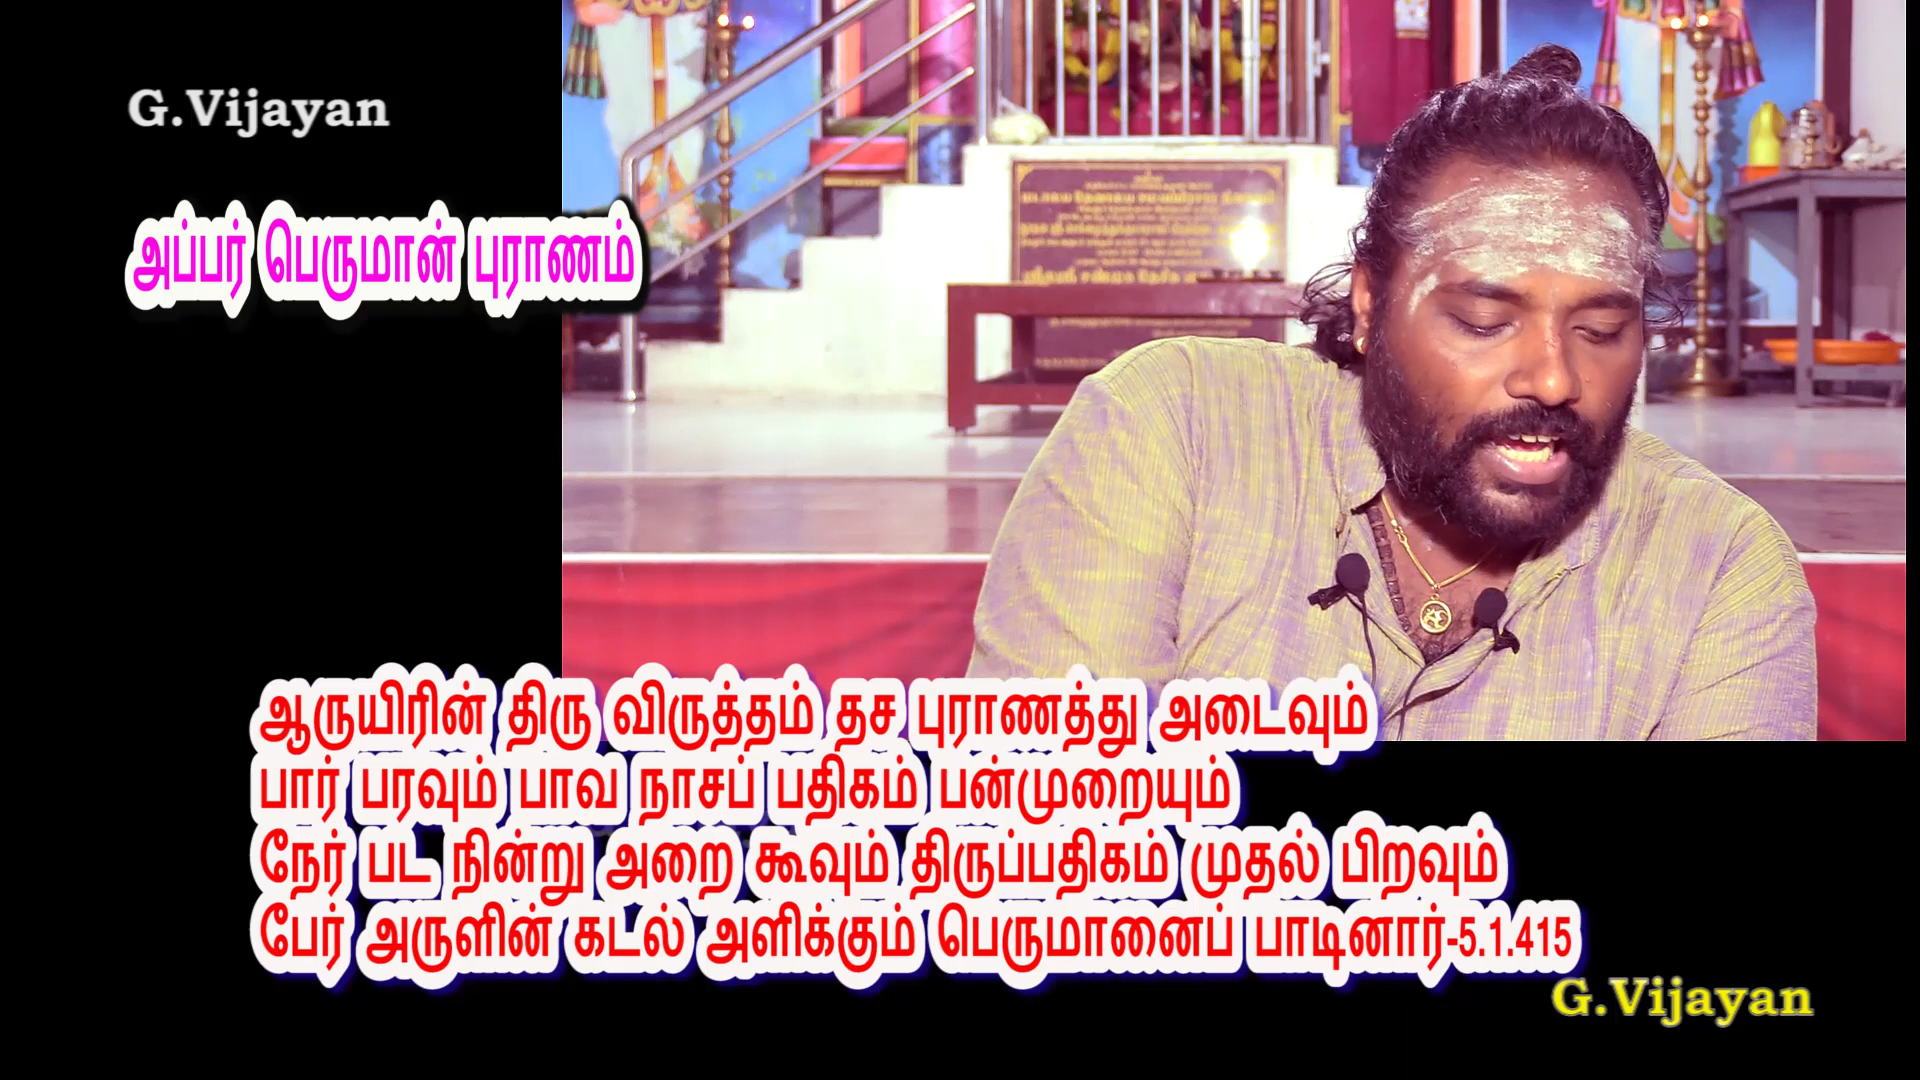 G.Vijayan
அப்பர் பெருமான் புராணம்
ஆருயிரின் திரு விருத்தம் தச புராணத்து அடைவும்
பார் பரவும் பாவ நாசப் பதிகம் பன்முறையும்
நேர் பட நின்று அறை கூவும் திருப்பதிகம் முதல் பிறவும்
பேர் அருளின் கடல் அளிக்கும் பெருமானைப் பாடினார்-5.1.415
G.Vijayan